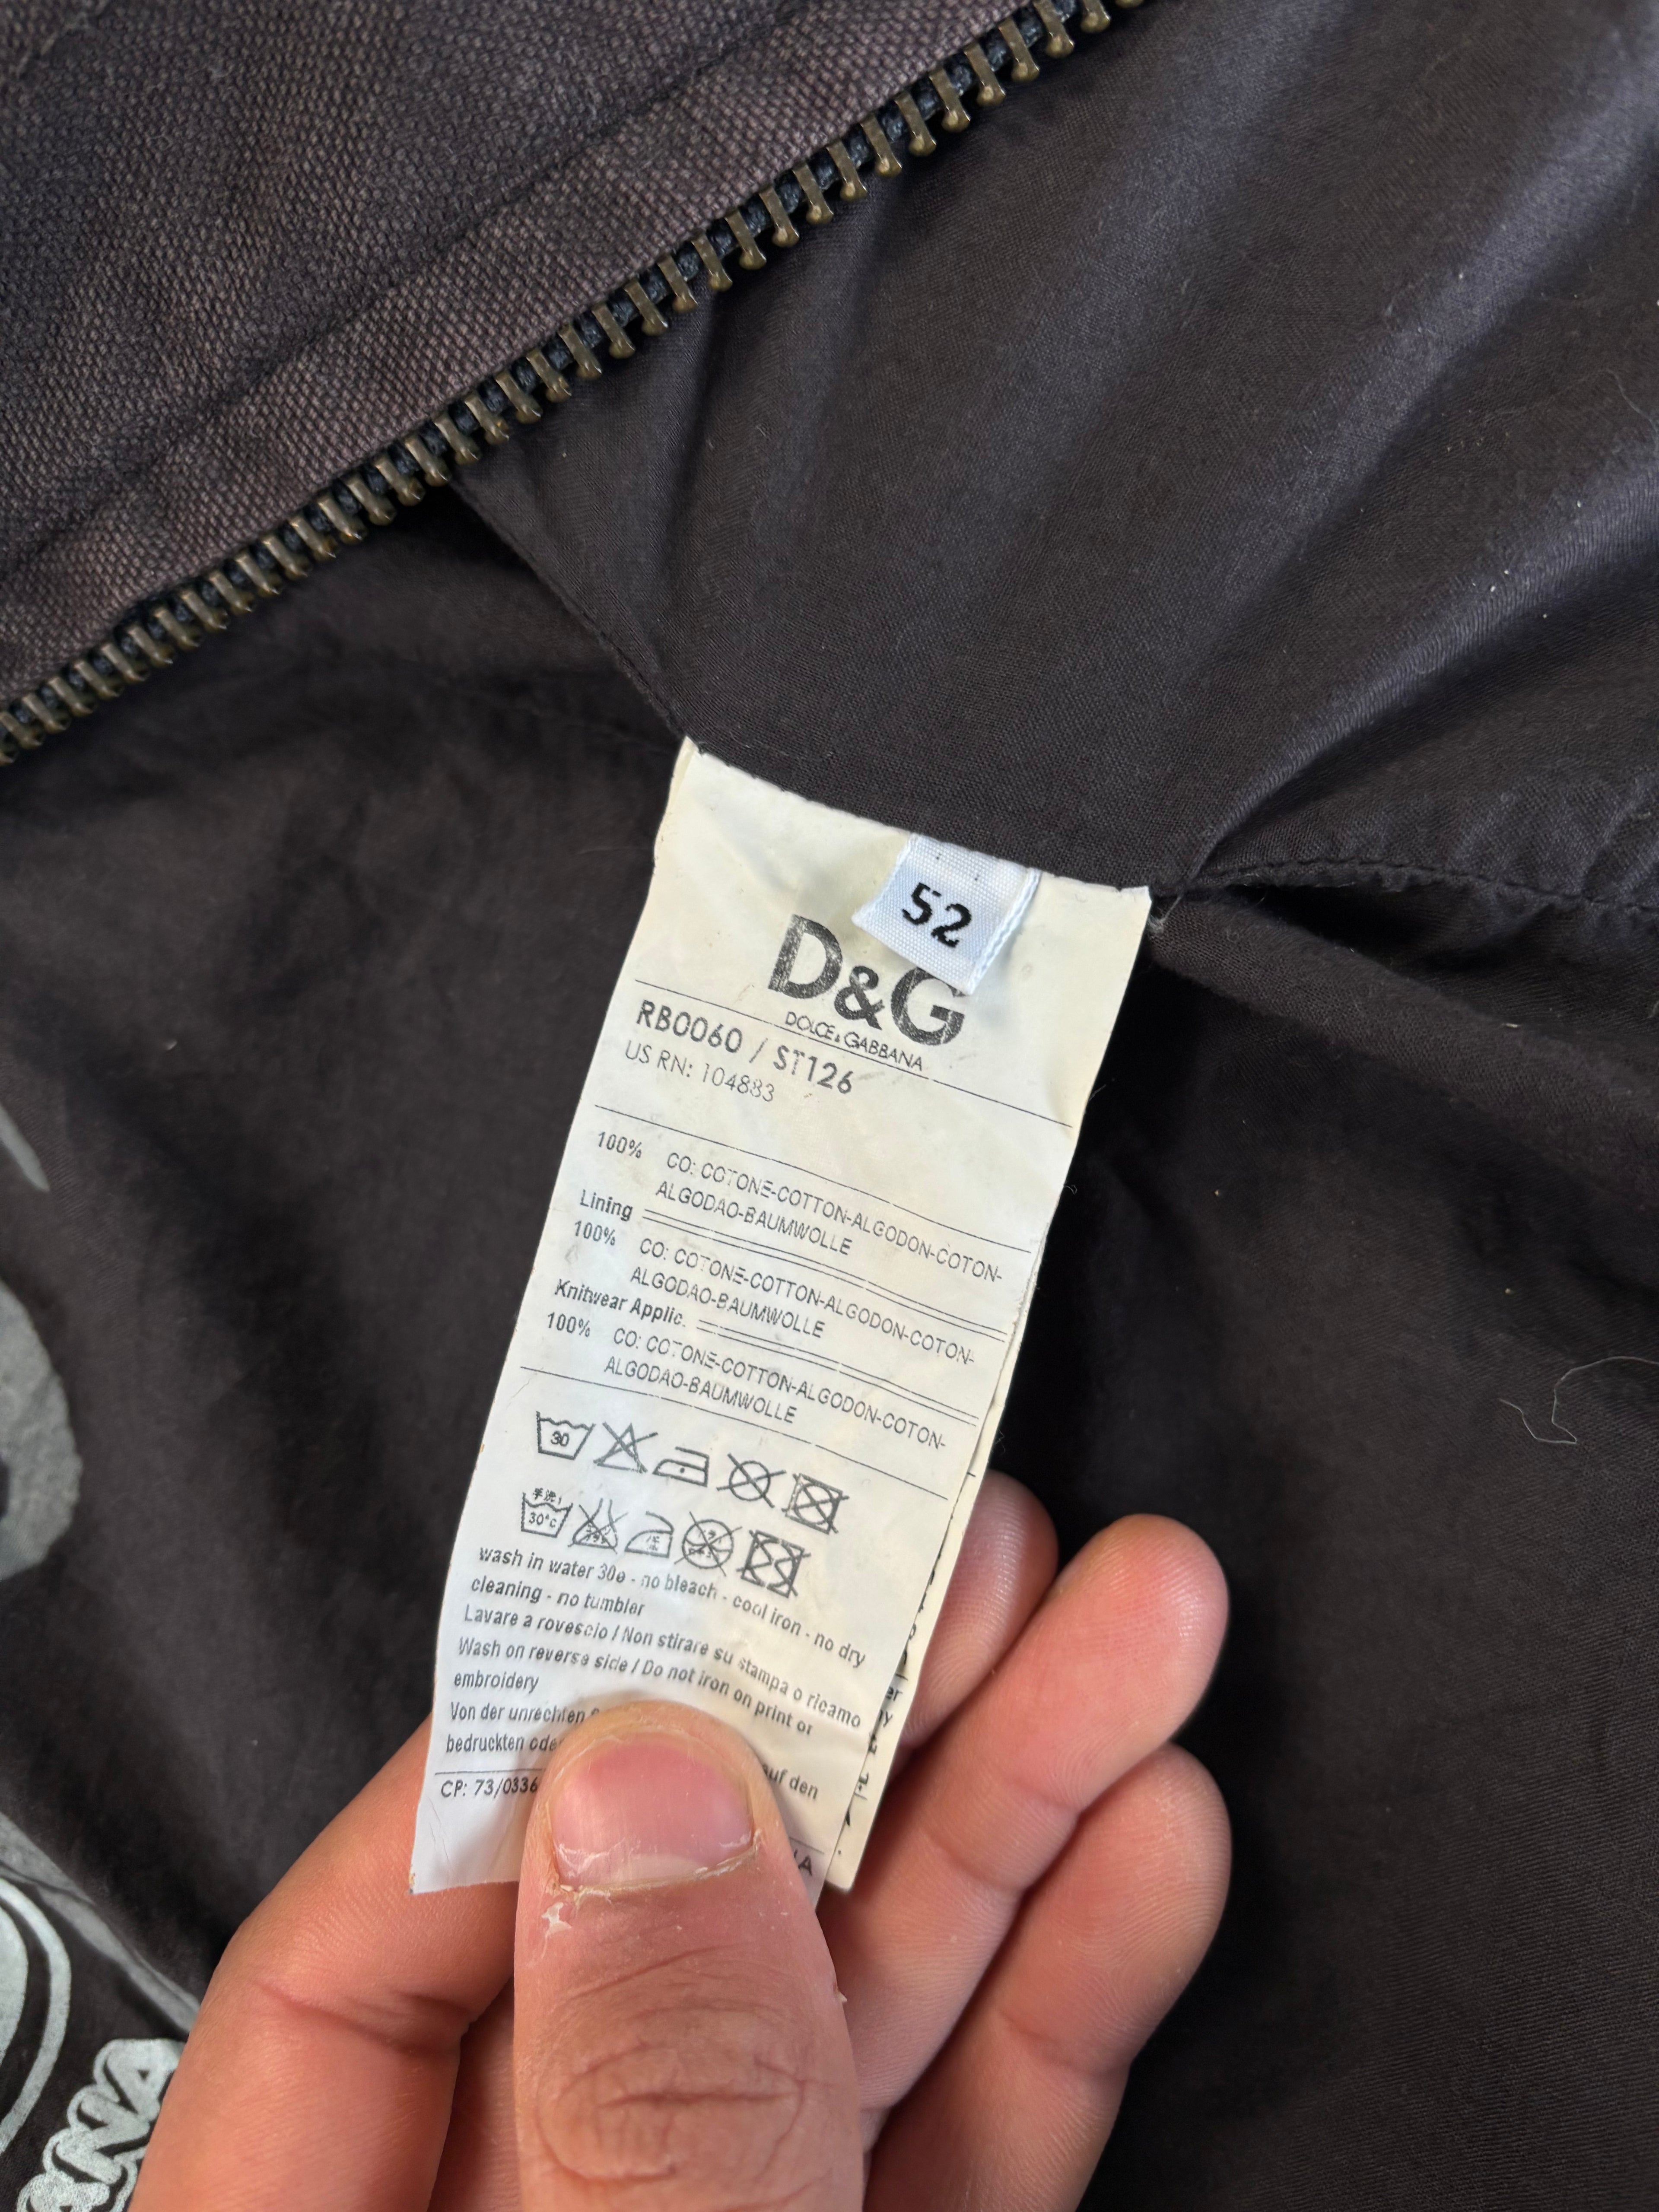 52
D&G
DOLCE & GABBANA
RB0060 / ST126
US RN: 104883
100% CO: COTONE-COTTON-ALGODON-COTON-
ALGODAO-BAUMWOLLE
Lining
100% CO: COTONE-COTTON-ALGODON-COTON-
ALGODAO-BAUMWOLLE
Knitwear Applic.
100% CO: COTONE-COTTON-ALGODON-COTON-
ALGODAO-BAUMWOLLE
30
手洗イ
30°c
wash in water 30e - no bleach - cool iron - no dry
cleaning - no tumbler
Lavare a rovescio / Non stirare su stampa o ricamo
Wash on reverse side / Do not iron on print or
embroidery
Von der unrechten
bedruckten auf den
CP: 73/0336